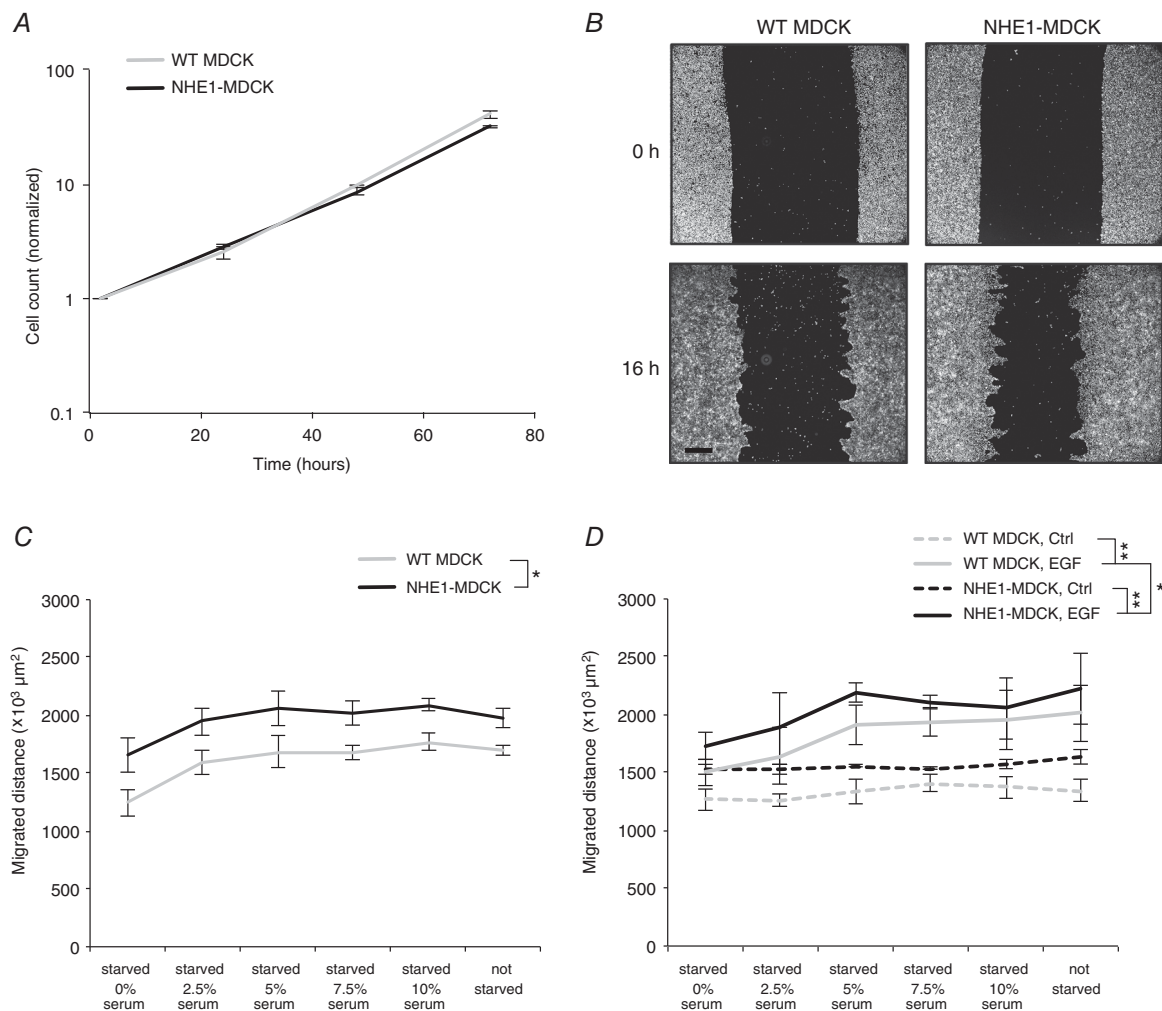 A
WT MDCK
NHE1-MDCK
100
10
1
0.1
Cell count (normalized)
0 20 40 60 80
Time (hours)
B
WT MDCK NHE1-MDCK
0 h
16 h
C
WT MDCK
NHE1-MDCK
*
3000
2500
2000
1500
1000
500
0
Migrated distance (×10³ µm²)
starved starved starved starved starved not
0% 2.5% 5% 7.5% 10% starved
serum serum serum serum serum
D
WT MDCK, Ctrl
WT MDCK, EGF
NHE1-MDCK, Ctrl
NHE1-MDCK, EGF
**
**
*
3000
2500
2000
1500
1000
500
0
Migrated distance (×10³ µm²)
starved starved starved starved starved not
0% 2.5% 5% 7.5% 10% starved
serum serum serum serum serum